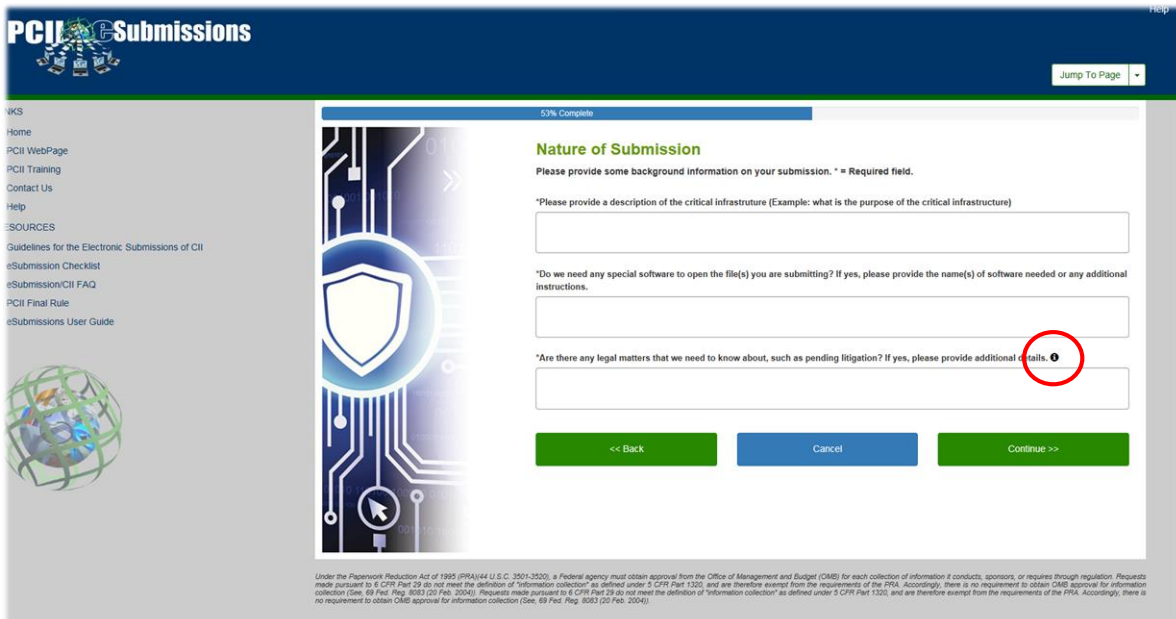 Help
PCII eSubmissions
Jump To Page
NKS
Home
PCII WebPage
PCII Training
Contact Us
Help
ESOURCES
Guidelines for the Electronic Submissions of CII
eSubmission Checklist
eSubmission/CII FAQ
PCII Final Rule
eSubmissions User Guide
53% Complete
Nature of Submission
Please provide some background information on your submission. * = Required field.
*Please provide a description of the critical infrastruture (Example: what is the purpose of the critical infrastructure)
*Do we need any special software to open the file(s) you are submitting? If yes, please provide the name(s) of software needed or any additional
instructions.
*Are there any legal matters that we need to know about, such as pending litigation? If yes, please provide additional details.
<< Back
Cancel
Continue >>
Under the Paperwork Reduction Act of 1995 (PRA)(44 U.S.C. 3501-3520), a Federal agency must obtain approval from the Office of Management and Budget (OMB) for each collection of information it conducts, sponsors, or requires through regulation. Requests
made pursuant to 6 CFR Part 29 do not meet the definition of "information collection" as defined under 5 CFR Part 1320, and are therefore exempt from the requirements of the PRA. Accordingly, there is no requirement to obtain OMB approval for information
collection (See, 69 Fed. Reg. 8083 (20 Feb. 2004)). Requests made pursuant to 6 CFR Part 29 do not meet the definition of "information collection" as defined under 5 CFR Part 1320, and are therefore exempt from the requirements of the PRA. Accordingly, there is
no requirement to obtain OMB approval for information collection (See, 69 Fed. Reg. 8083 (20 Feb. 2004)).